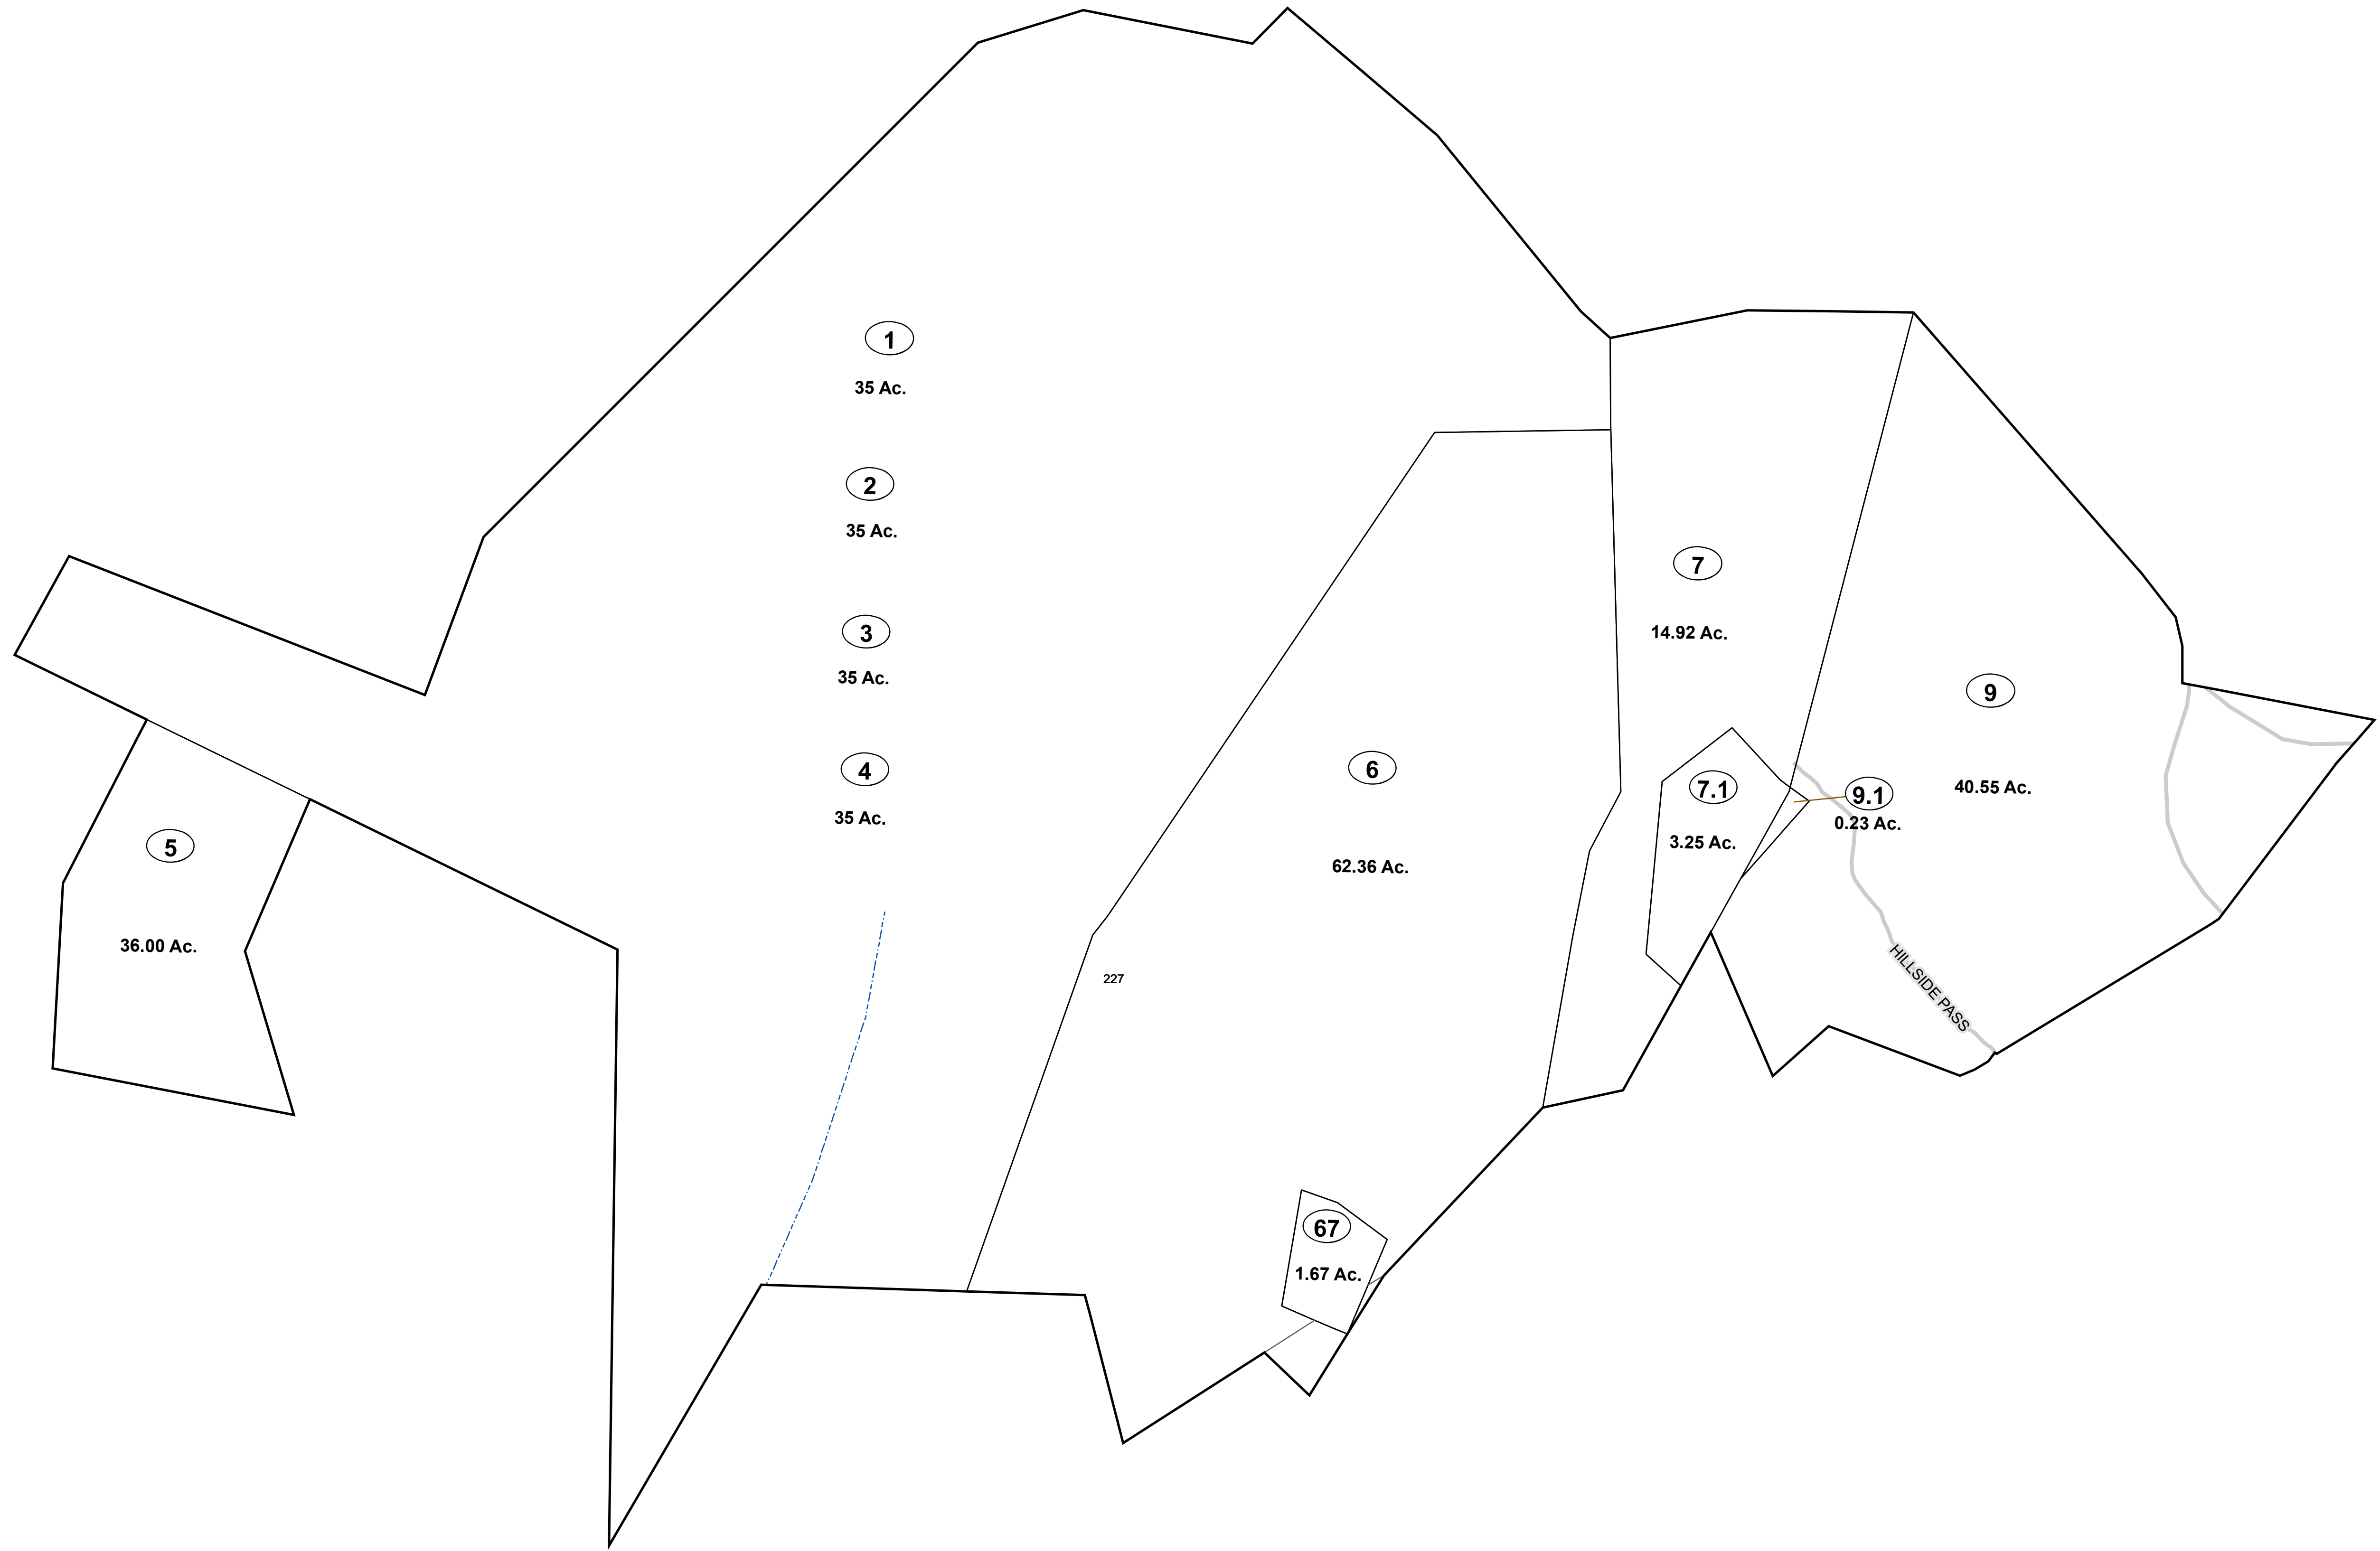 1
35 Ac.
2
35 Ac.
3
35 Ac.
4
35 Ac.
5
36.00 Ac.
6
62.36 Ac.
227
67
1.67 Ac.
7
14.92 Ac.
7.1
3.25 Ac.
9
40.55 Ac.
9.1
0.23 Ac.
HILLSIDE PASS